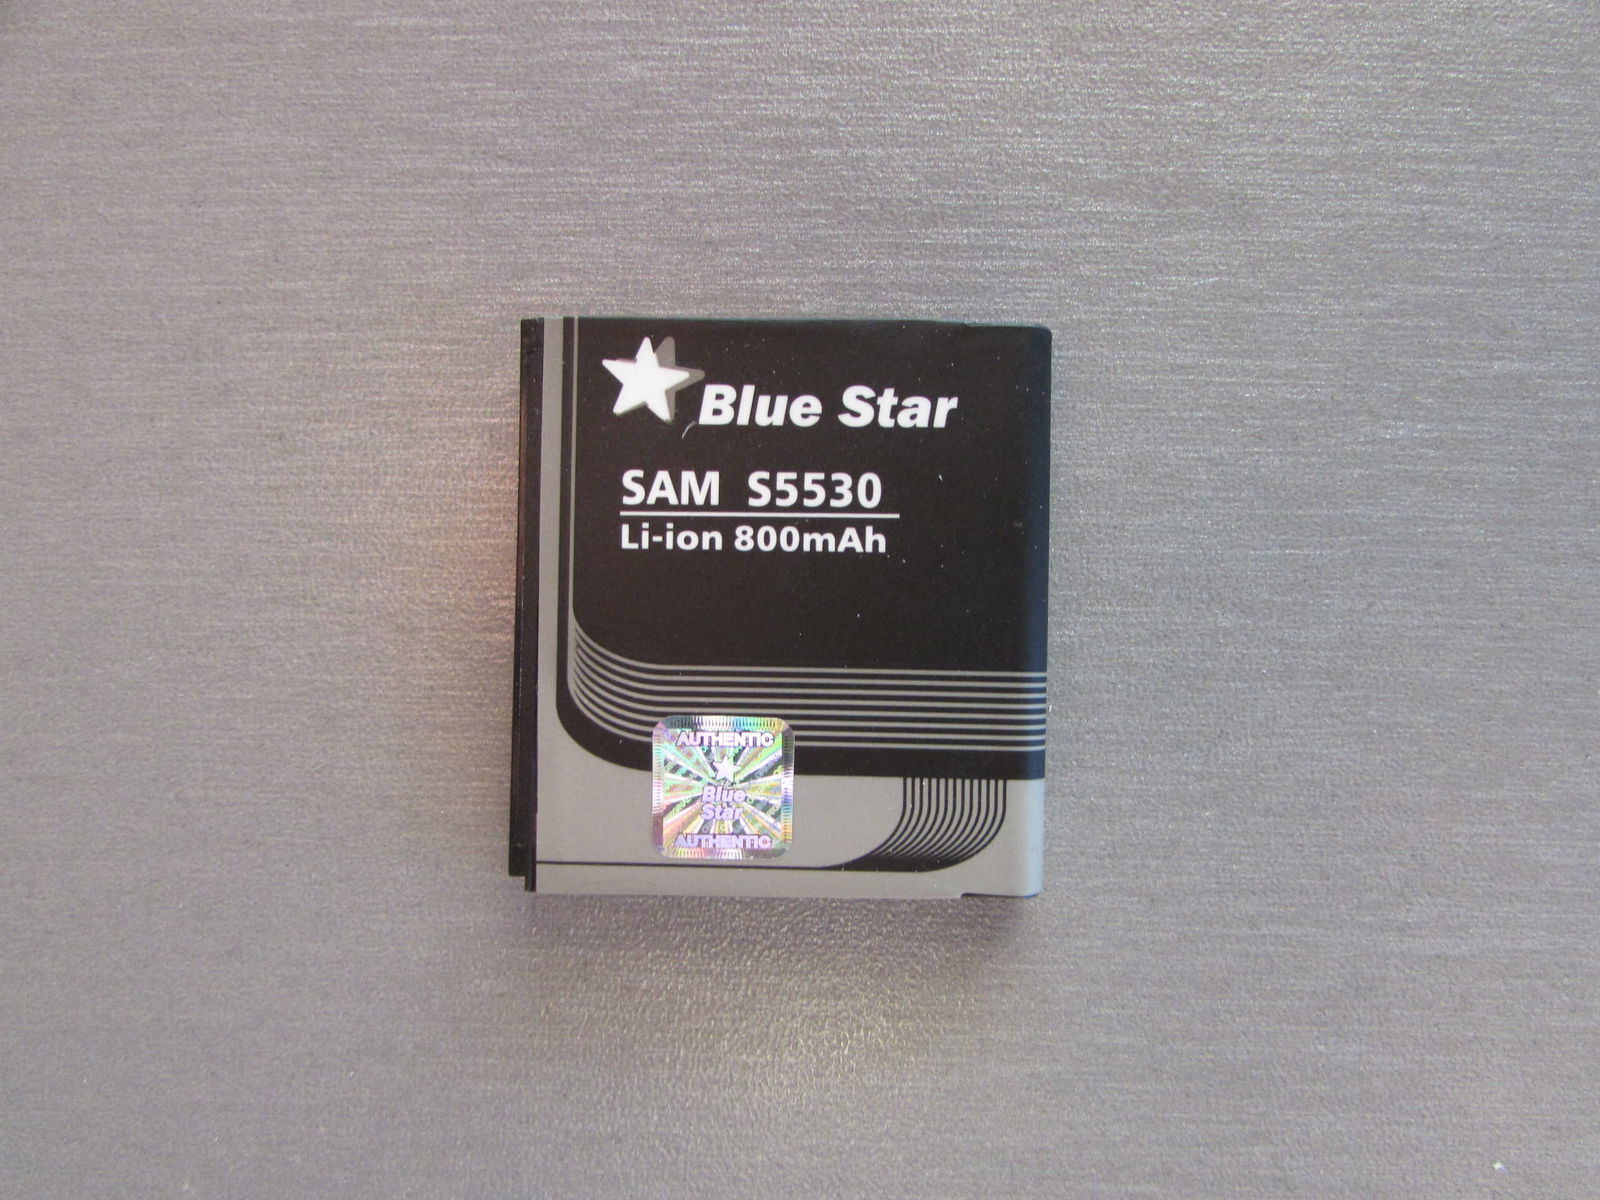 Blue Star
SAM S5530
Li-ion 800mAh
AUTHENTIC
Blue
Star
AUTHENTIC